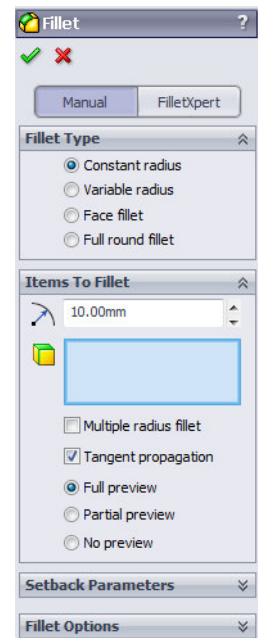 Fillet ?
Manual FilletXpert
Fillet Type
Constant radius
Variable radius
Face fillet
Full round fillet
Items To Fillet
10.00mm
Multiple radius fillet
Tangent propagation
Full preview
Partial preview
No preview
Setback Parameters
Fillet Options